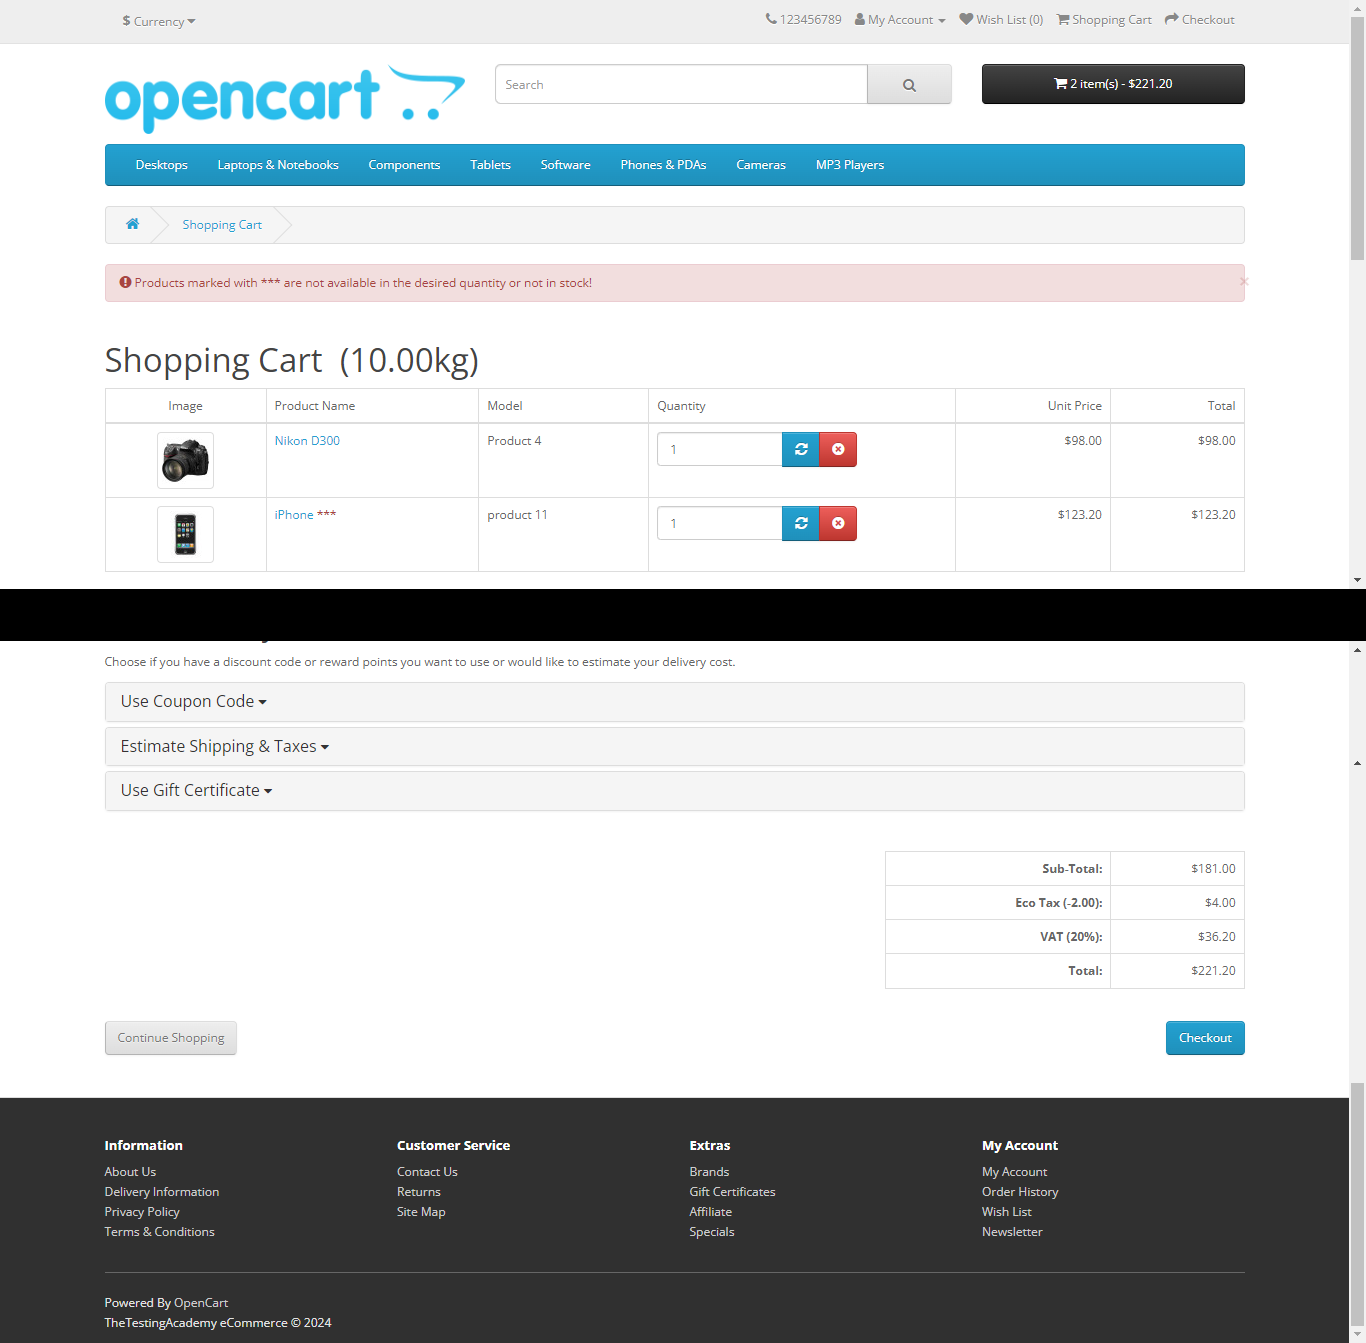 $ Currency
123456789 My Account Wish List (0) Shopping Cart Checkout
opencart
Search
2 item(s) - $221.20
Desktops Laptops & Notebooks Components Tablets Software Phones & PDAs Cameras MP3 Players
Shopping Cart
Products marked with *** are not available in the desired quantity or not in stock!
×
Shopping Cart (10.00kg)
Image Product Name Model Quantity Unit Price Total
Nikon D300 Product 4 1 $98.00 $98.00
iPhone *** product 11 1 $123.20 $123.20
Choose if you have a discount code or reward points you want to use or would like to estimate your delivery cost.
Use Coupon Code
Estimate Shipping & Taxes
Use Gift Certificate
Sub-Total: $181.00
Eco Tax (-2.00): $4.00
VAT (20%): $36.20
Total: $221.20
Continue Shopping
Checkout
Information Customer Service Extras My Account
About Us Contact Us Brands My Account
Delivery Information Returns Gift Certificates Order History
Privacy Policy Site Map Affiliate Wish List
Terms & Conditions Specials Newsletter
Powered By OpenCart
TheTestingAcademy eCommerce © 2024